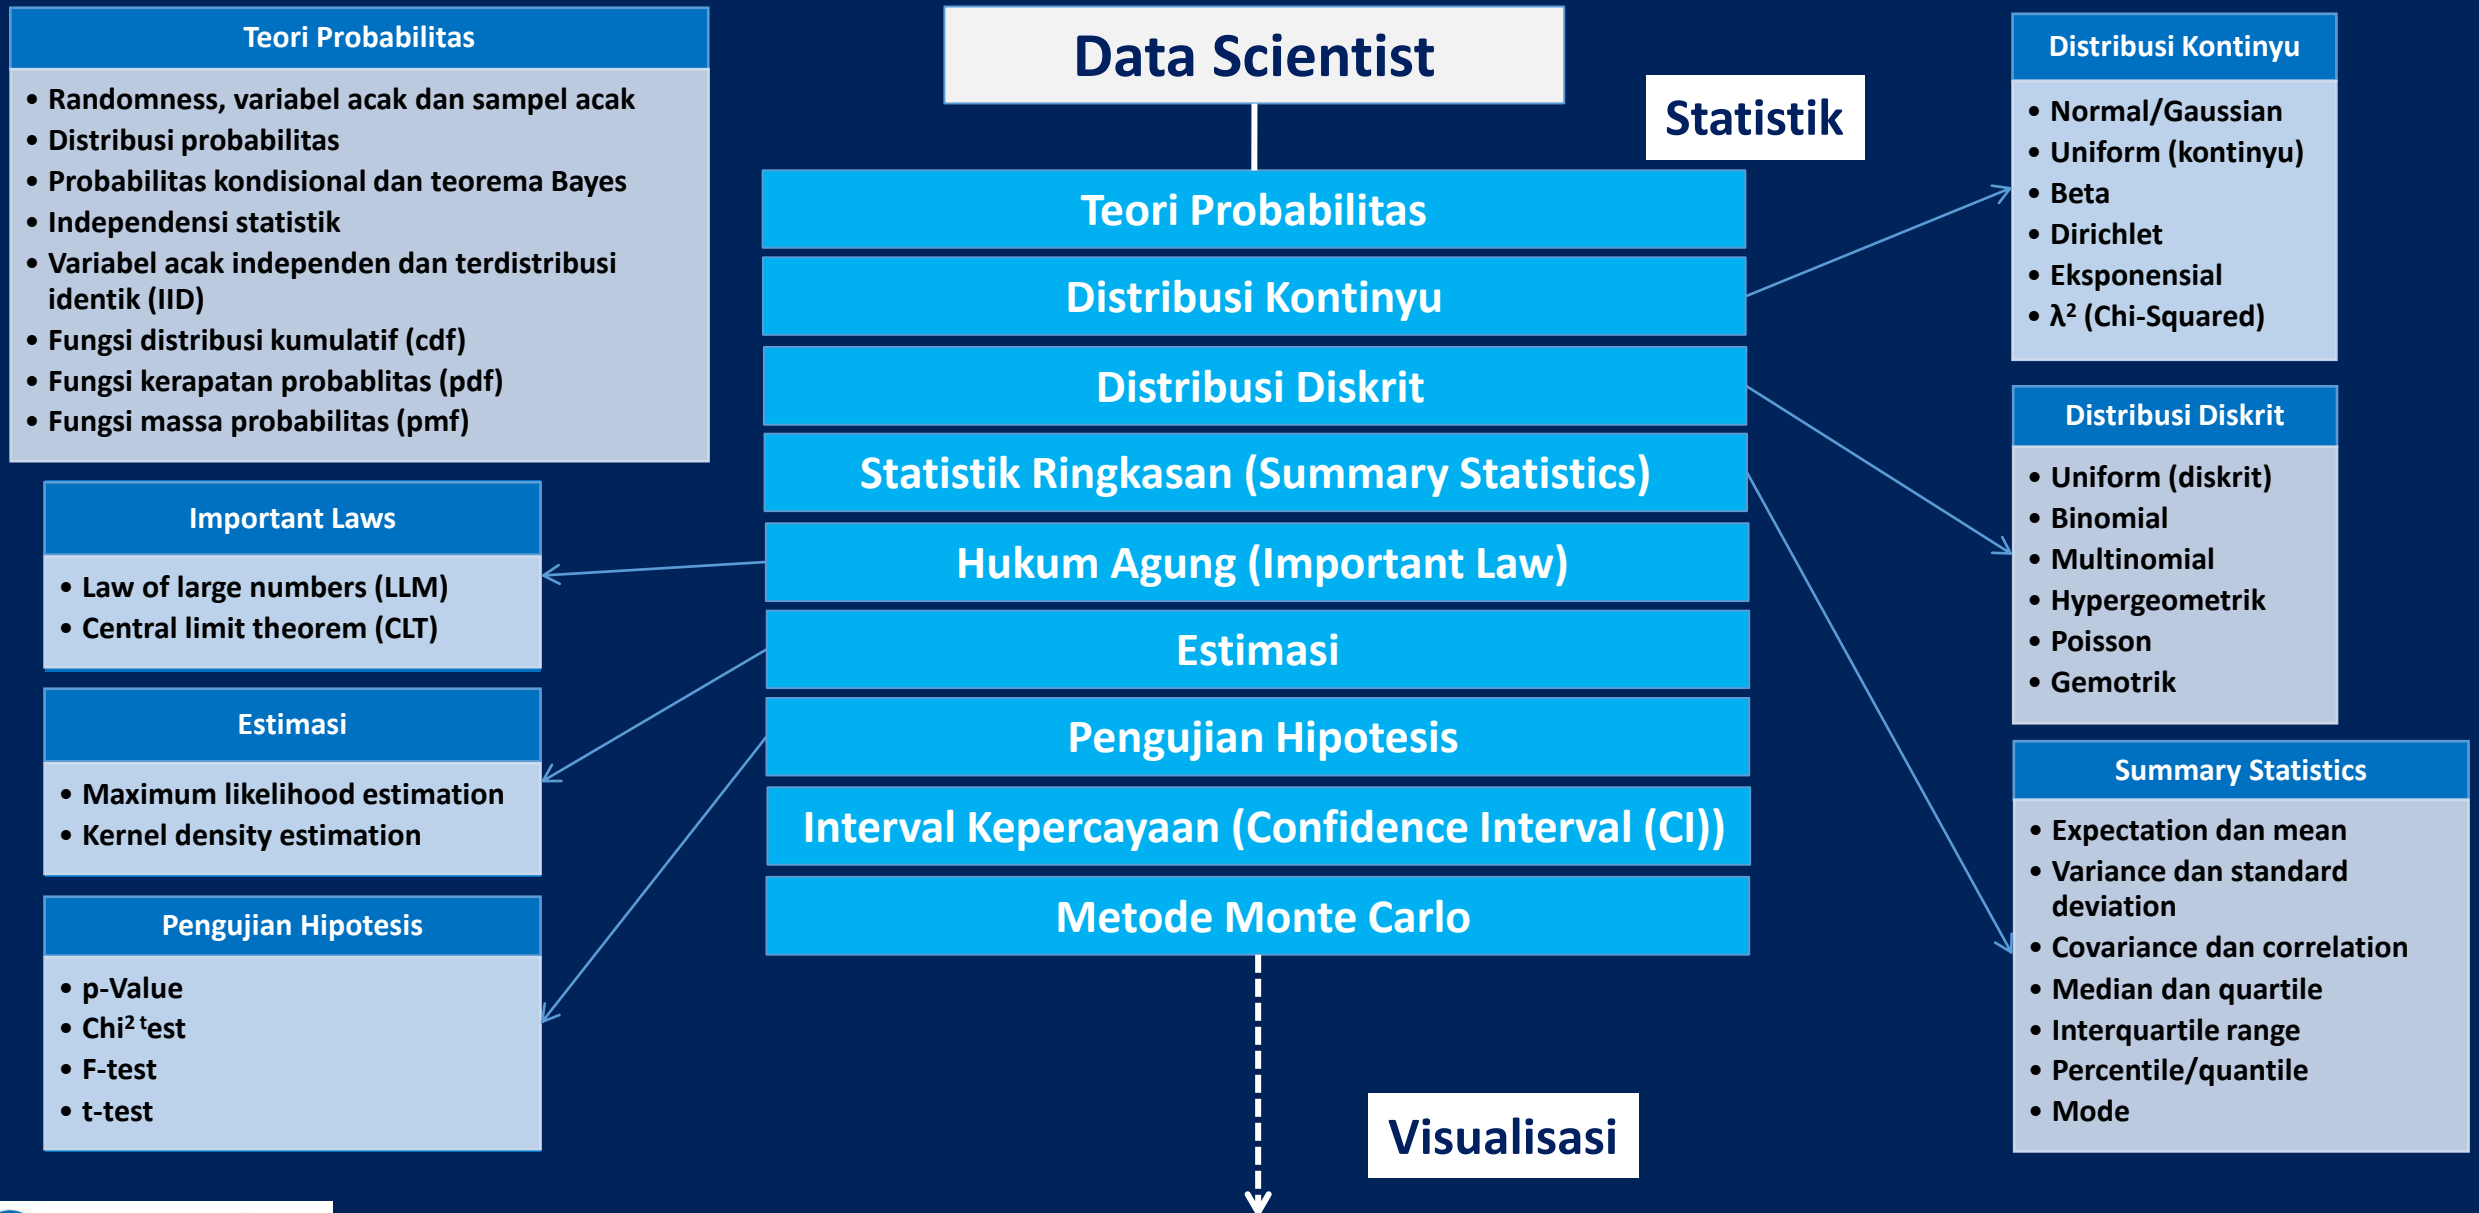 Data Scientist
Statistik
Teori Probabilitas
• Randomness, variabel acak dan sampel acak
• Distribusi probabilitas
• Probabilitas kondisional dan teorema Bayes
• Independensi statistik
• Variabel acak independen dan terdistribusi
identik (IID)
• Fungsi distribusi kumulatif (cdf)
• Fungsi kerapatan probablitas (pdf)
• Fungsi massa probabilitas (pmf)
Important Laws
• Law of large numbers (LLM)
• Central limit theorem (CLT)
Estimasi
• Maximum likelihood estimation
• Kernel density estimation
Pengujian Hipotesis
• p-Value
• Chi² ᵗest
• F-test
• t-test
Teori Probabilitas
Distribusi Kontinyu
Distribusi Diskrit
Statistik Ringkasan (Summary Statistics)
Hukum Agung (Important Law)
Estimasi
Pengujian Hipotesis
Interval Kepercayaan (Confidence Interval (CI))
Metode Monte Carlo
Distribusi Kontinyu
• Normal/Gaussian
• Uniform (kontinyu)
• Beta
• Dirichlet
• Eksponensial
• λ² (Chi-Squared)
Distribusi Diskrit
• Uniform (diskrit)
• Binomial
• Multinomial
• Hypergeometrik
• Poisson
• Gemotrik
Summary Statistics
• Expectation dan mean
• Variance dan standard
deviation
• Covariance dan correlation
• Median dan quartile
• Interquartile range
• Percentile/quantile
• Mode
Visualisasi